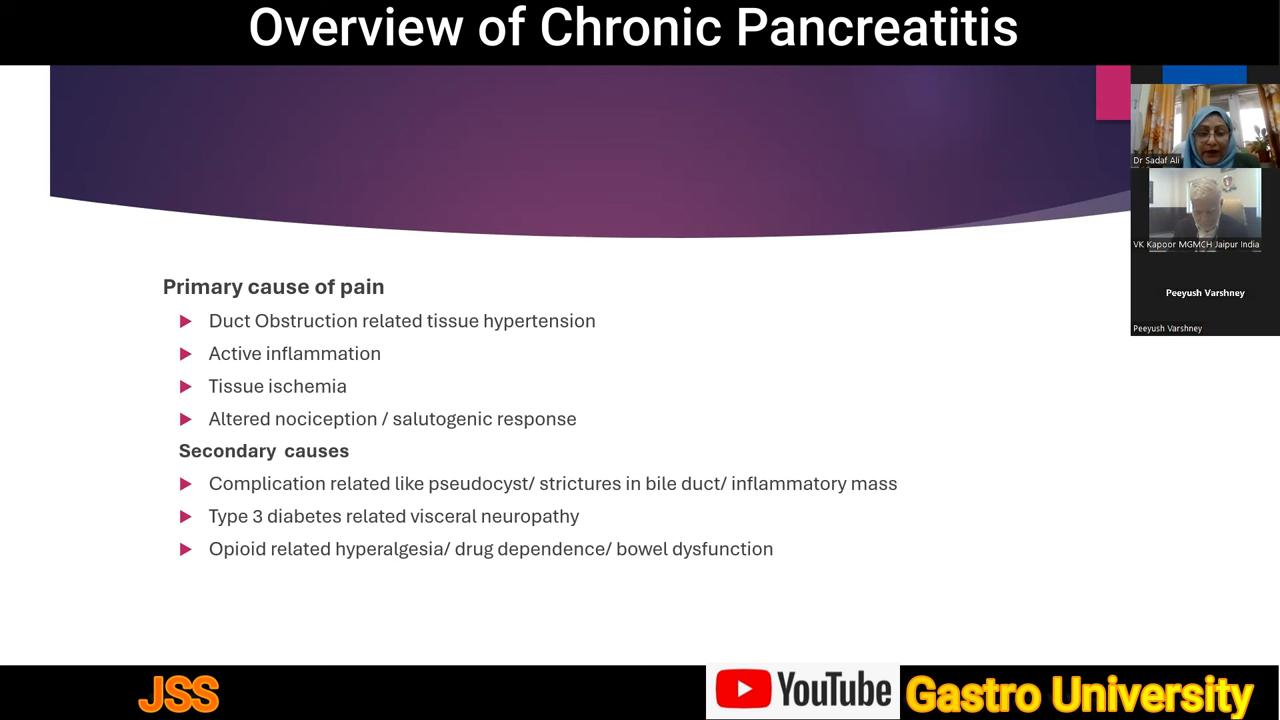 Overview of Chronic Pancreatitis
Dr Sadaf Ali
VK Kapoor MGMCH Jaipur India
Peeyush Varshney
Peeyush Varshney
Primary cause of pain
Duct Obstruction related tissue hypertension
Active inflammation
Tissue ischemia
Altered nociception / salutogenic response
Secondary causes
Complication related like pseudocyst/ strictures in bile duct/ inflammatory mass
Type 3 diabetes related visceral neuropathy
Opioid related hyperalgesia/ drug dependence/ bowel dysfunction
JSS
YouTube
Gastro University